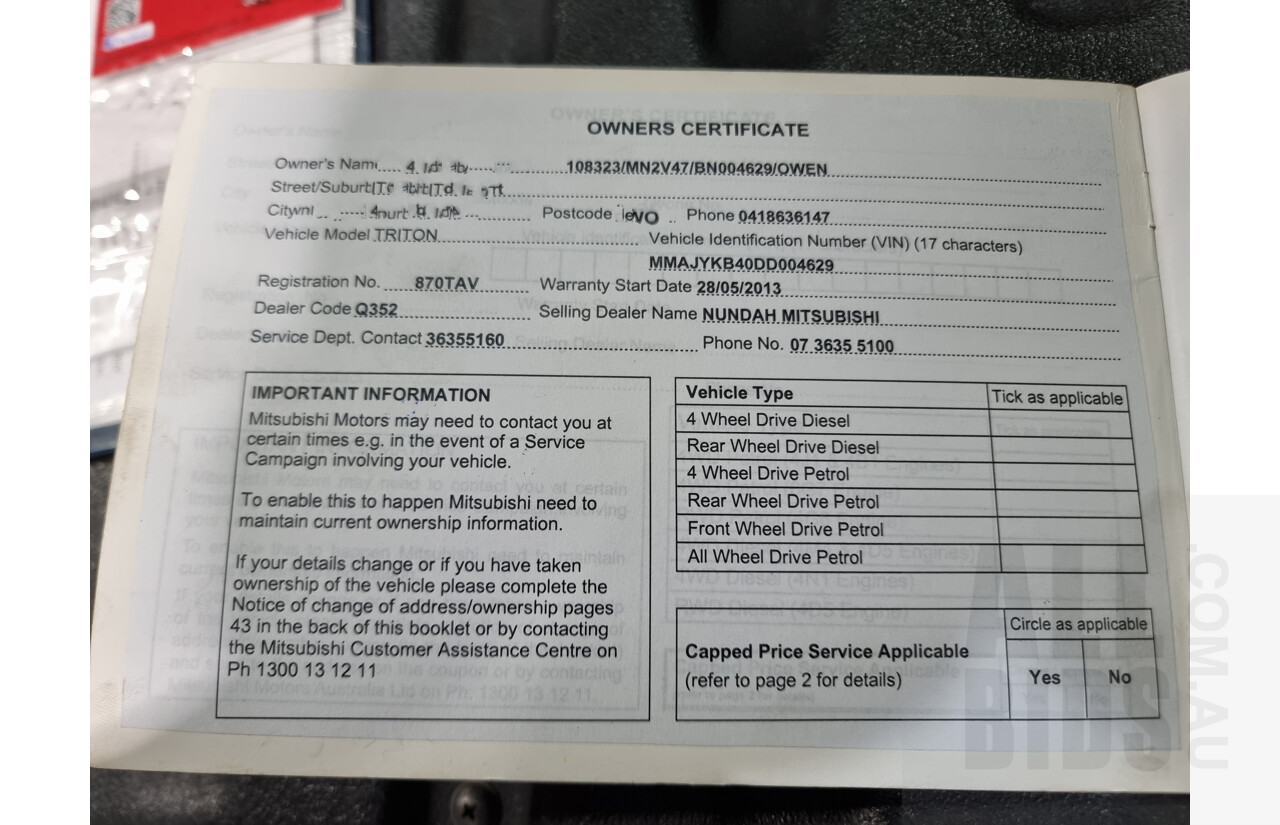 OWNERS CERTIFICATE
Owner's Nam 108323/MN2V47/BN004629/OWEN
Street/Suburb
City Postcode VO Phone 0418636147
Vehicle Model TRITON Vehicle Identification Number (VIN) (17 characters)
MMAJYKB40DD004629
Registration No. 870TAV Warranty Start Date 28/05/2013
Dealer Code Q352 Selling Dealer Name NUNDAH MITSUBISHI
Service Dept. Contact 36355160 Phone No. 07 3635 5100
IMPORTANT INFORMATION
Mitsubishi Motors may need to contact you at
certain times e.g. in the event of a Service
Campaign involving your vehicle.
To enable this to happen Mitsubishi need to
maintain current ownership information.
If your details change or if you have taken
ownership of the vehicle please complete the
Notice of change of address/ownership pages
43 in the back of this booklet or by contacting
the Mitsubishi Customer Assistance Centre on
Ph 1300 13 12 11
Vehicle Type Tick as applicable
4 Wheel Drive Diesel
Rear Wheel Drive Diesel
4 Wheel Drive Petrol
Rear Wheel Drive Petrol
Front Wheel Drive Petrol
All Wheel Drive Petrol
Circle as applicable
Capped Price Service Applicable
(refer to page 2 for details)
Yes No
ALL
BIDS
.COM.AU